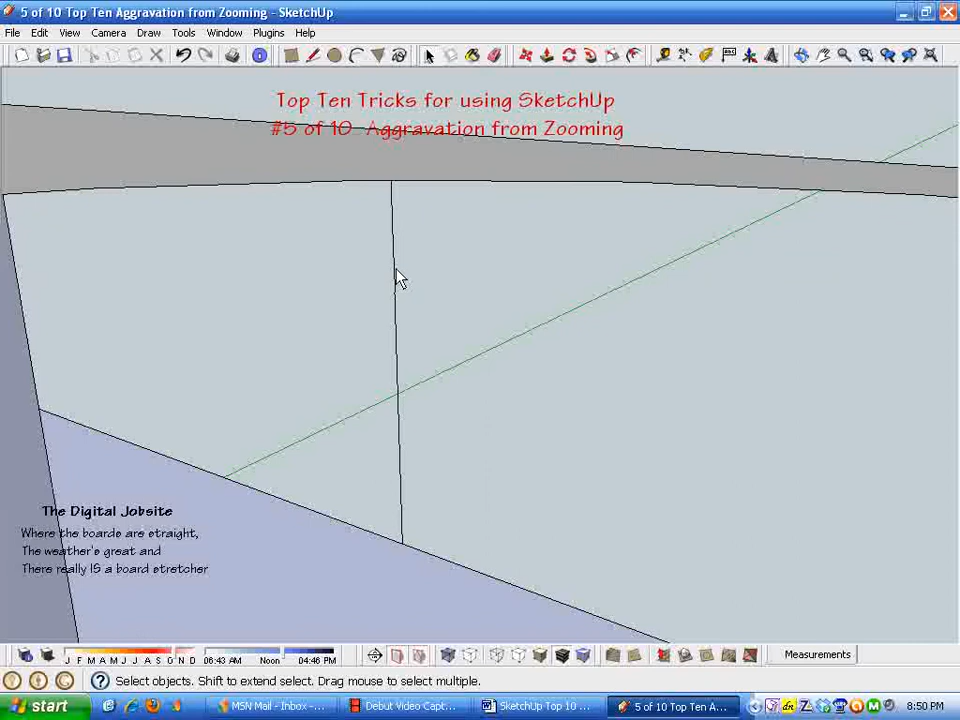 5 of 10 Top Ten Aggravation from Zooming - SketchUp
File Edit View Camera Draw Tools Window Plugins Help
Top Ten Tricks for using SketchUp
#5 of 10 Aggravation from Zooming
The Digital Jobsite
Where the boards are straight,
The weather's great and
There really IS a board stretcher
J F M A M J J A S O N D 06:43 AM Noon 04:46 PM Measurements
Select objects. Shift to extend select. Drag mouse to select multiple.
start MSN Mail - Inbox -... Debut Video Capt... SketchUp Top 10 ... 5 of 10 Top Ten A... 8:50 PM